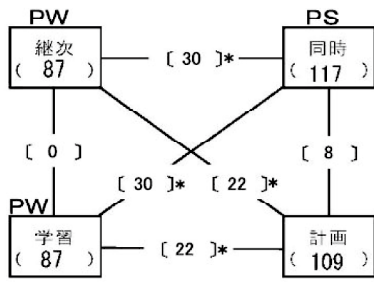 PW PS
継次 〔 30 〕* 同時
( 87 ) ( 117 )
〔 0 〕 〔 8 〕
〔 30 〕* 〔 22 〕*
PW
学習 〔 22 〕* 計画
( 87 ) ( 109 )